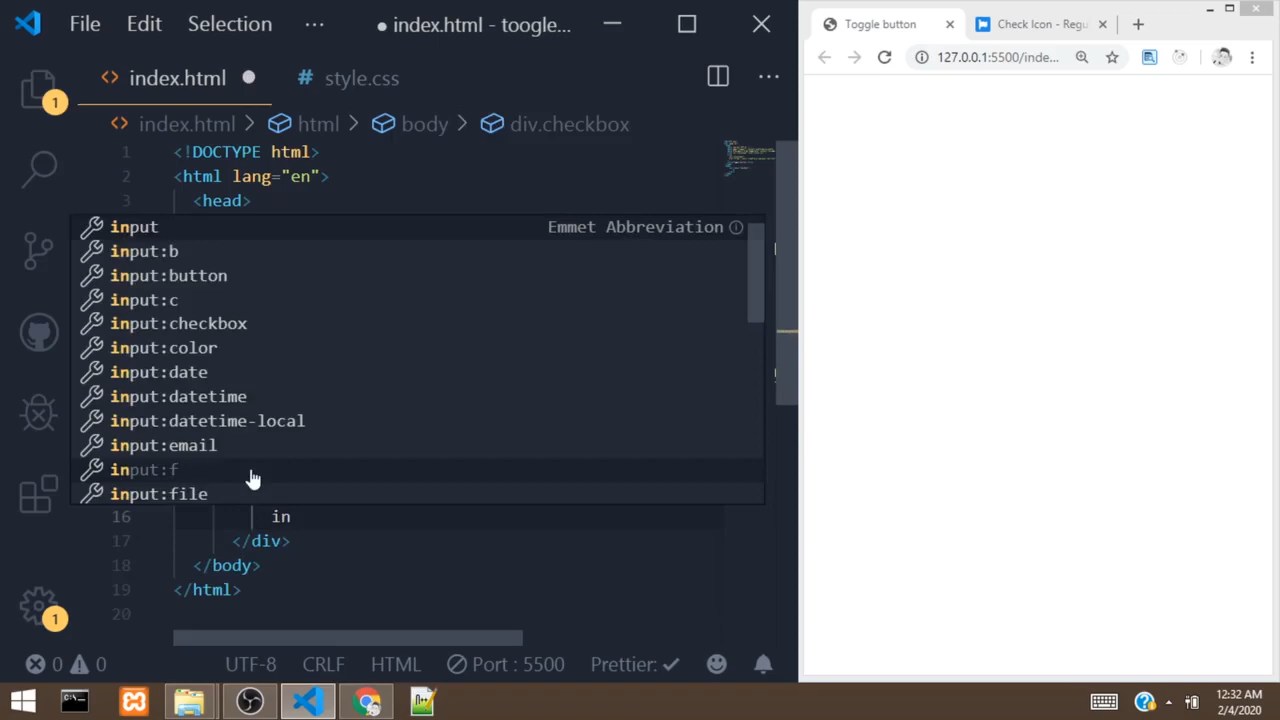 File Edit Selection ··· ● index.html - toogle...
Toggle button Check Icon - Regu
127.0.0.1:5500/inde...
<> index.html ● # style.css ···
1
<> index.html > html > body > div.checkbox
1 <!DOCTYPE html>
2 <html lang="en">
3 <head>
input Emmet Abbreviation
input:b
input:button
input:c
input:checkbox
input:color
input:date
input:datetime
input:datetime-local
input:email
input:f
input:file
16 in
17 </div>
18 </body>
19 </html>
20
1
0 0 UTF-8 CRLF HTML Port : 5500 Prettier: ✓
12:32 AM
2/4/2020